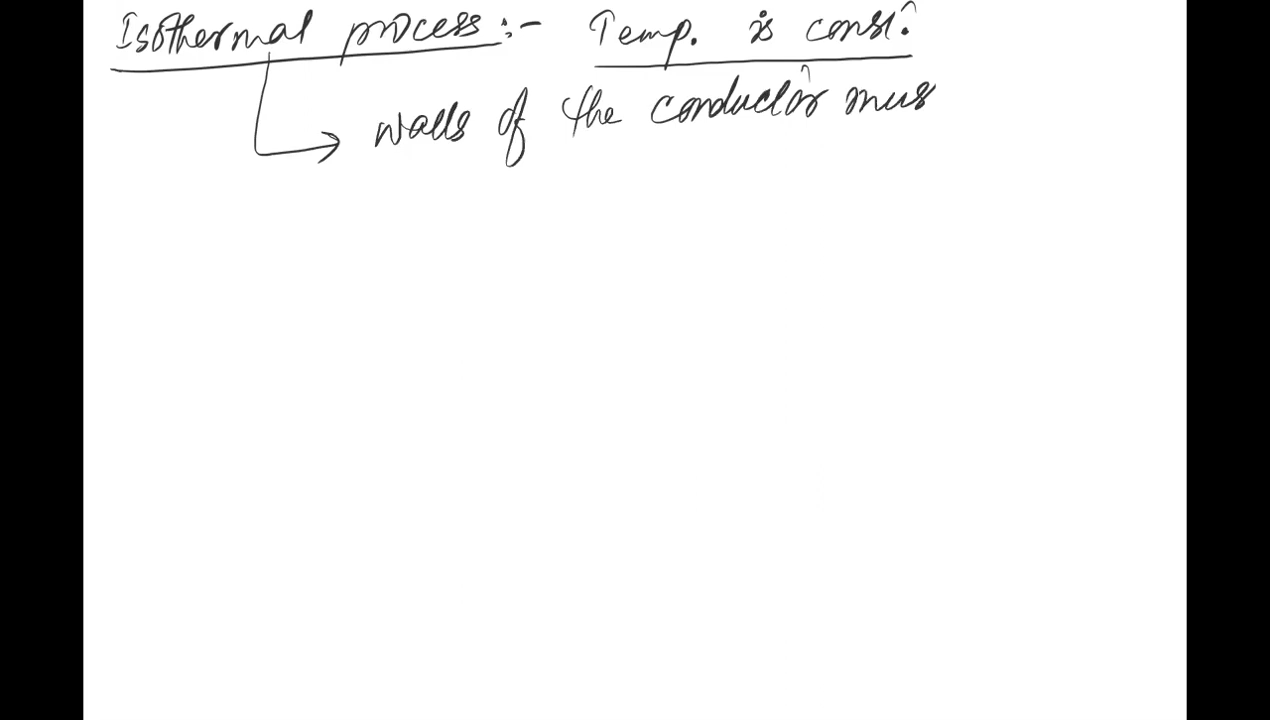 Isothermal process :- Temp. is const.
walls of the conductor mus